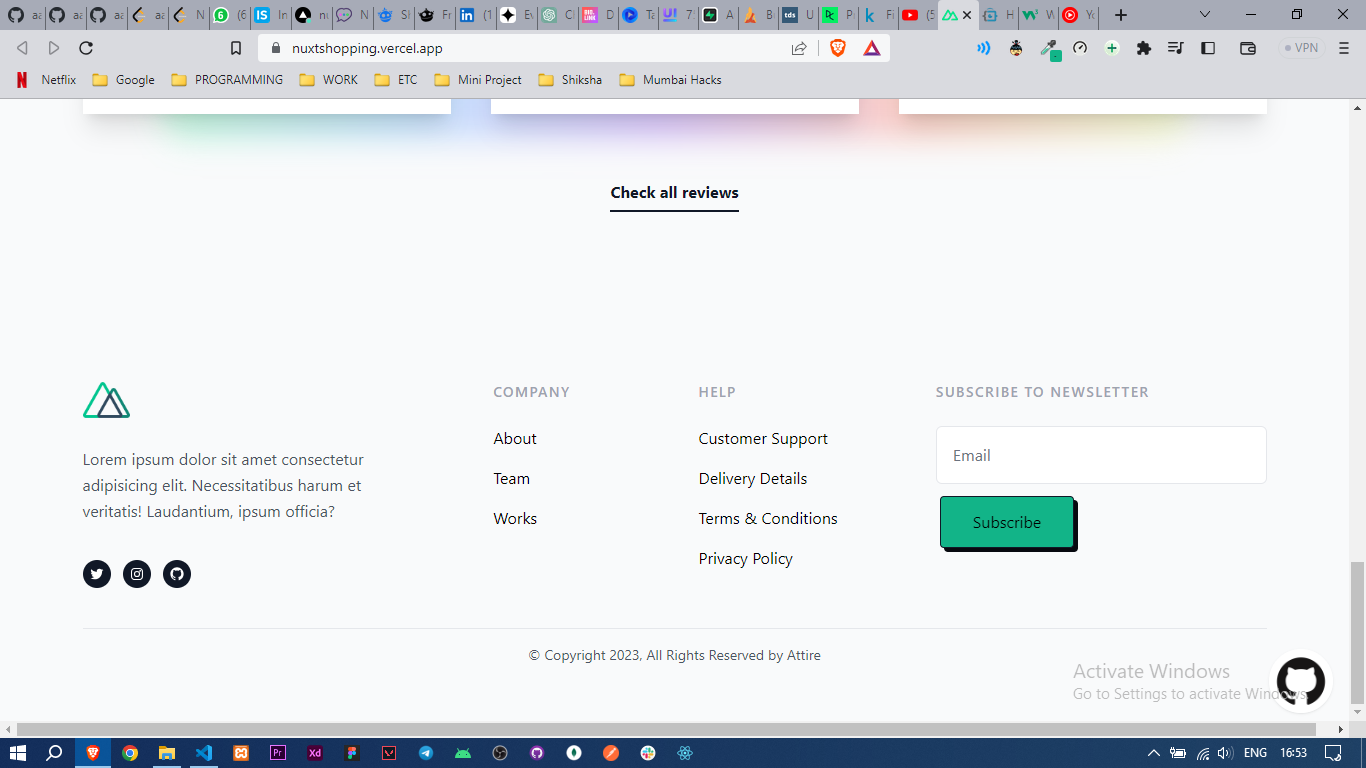 nuxtshopping.vercel.app
VPN
Netflix
Google
PROGRAMMING
WORK
ETC
Mini Project
Shiksha
Mumbai Hacks
Check all reviews
Lorem ipsum dolor sit amet consectetur
adipisicing elit. Necessitatibus harum et
veritatis! Laudantium, ipsum officia?
COMPANY
About
Team
Works
HELP
Customer Support
Delivery Details
Terms & Conditions
Privacy Policy
SUBSCRIBE TO NEWSLETTER
Email
Subscribe
© Copyright 2023, All Rights Reserved by Attire
Activate Windows
Go to Settings to activate Windows.
ENG
16:53